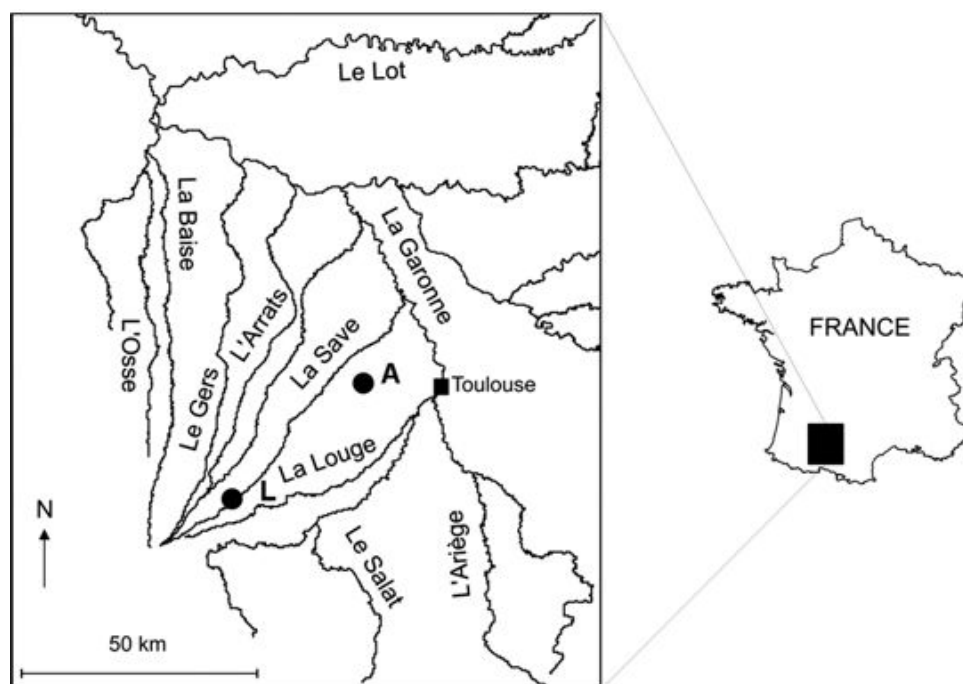 Le Lot
La Baise
La Garonne
L'Osse
Le Gers
L'Arrats
La Save
A
Toulouse
FRANCE
La Louge
L
N
Le Salat
L'Ariège
50 km